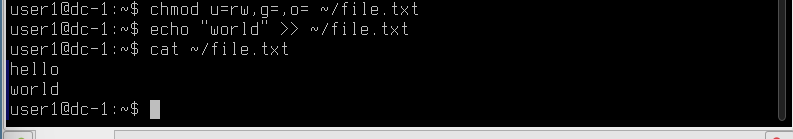 user1@dc-1:~$ chmod u=rw,g=,o= ~/file.txt
user1@dc-1:~$ echo "world" >> ~/file.txt
user1@dc-1:~$ cat ~/file.txt
hello
world
user1@dc-1:~$